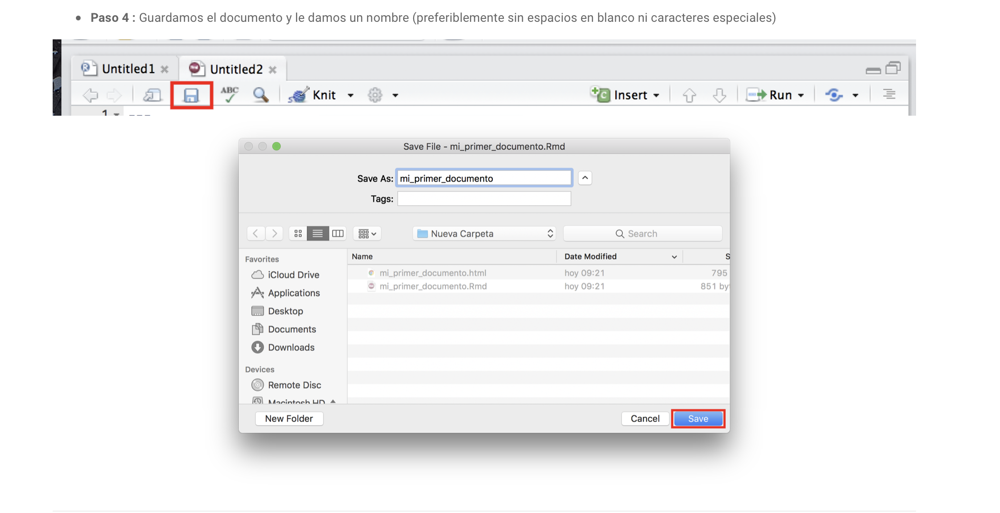 Paso 4 : Guardamos el documento y le damos un nombre (preferiblemente sin espacios en blanco ni caracteres especiales)
Untitled1 Untitled2
ABC Knit Insert Run
1 ---
Save File - mi_primer_documento.Rmd
Save As: mi_primer_documento
Tags:
Nueva Carpeta Search
Name Date Modified S
Favorites
iCloud Drive
Applications
Desktop
Documents
Downloads
Devices
Remote Disc
Macintosh HD
mi_primer_documento.html hoy 09:21 795
mi_primer_documento.Rmd hoy 09:21 851 by
New Folder Cancel Save